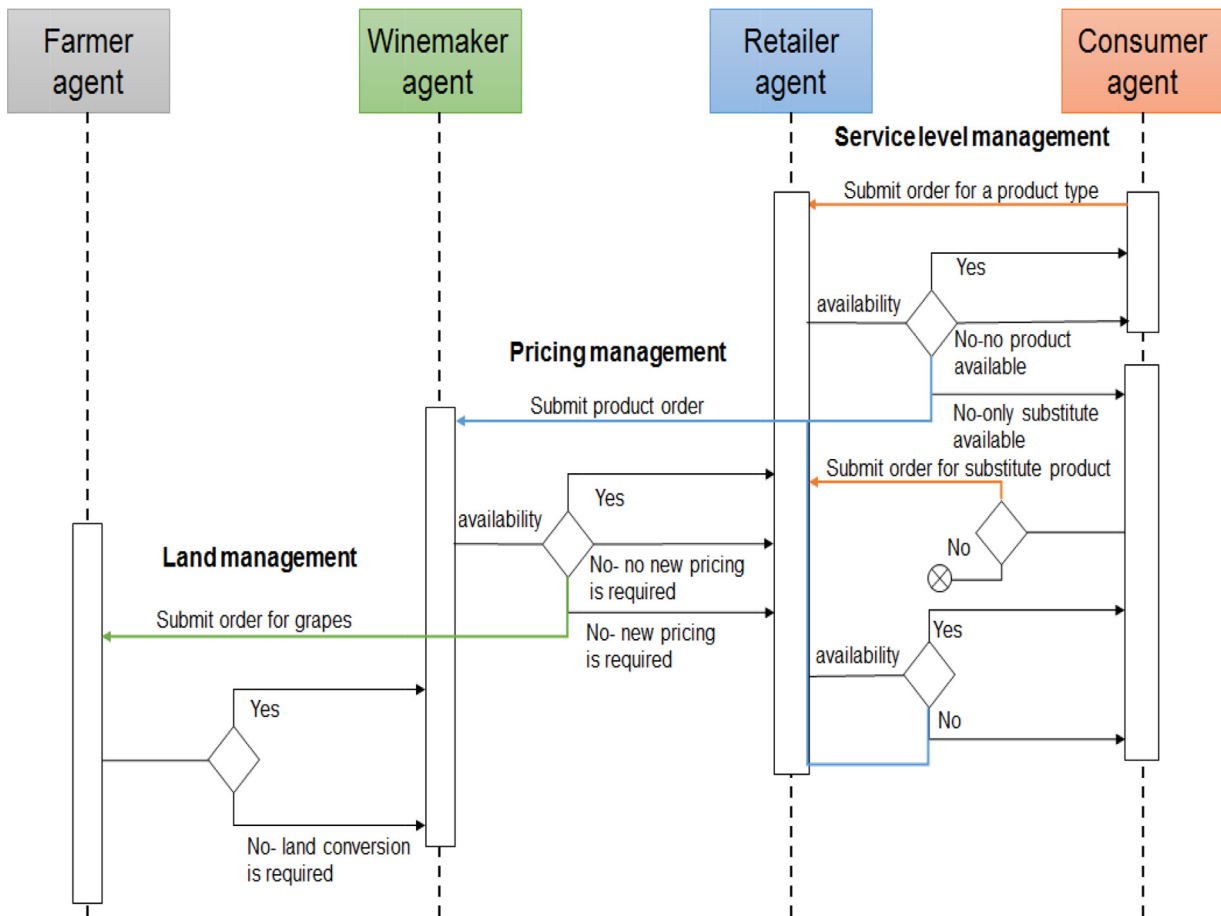 Farmer
agent
Winemaker
agent
Retailer
agent
Consumer
agent
Service level management
Submit order for a product type
Yes
availability
No-no product
available
Pricing management
Submit product order
No-only substitute
available
Submit order for substitute product
Yes
availability
No
Land management
No- no new pricing
is required
Submit order for grapes
No- new pricing
is required
Yes
availability
Yes
No
No- land conversion
is required